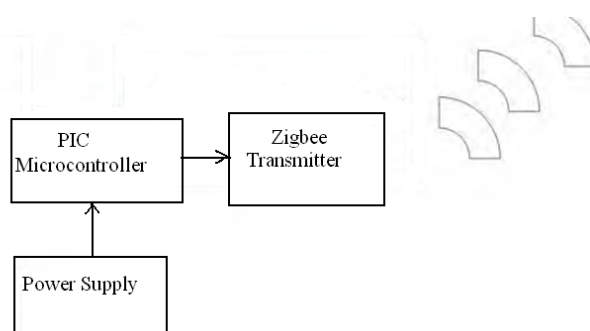 PIC
Microcontroller
Zigbee
Transmitter
Power Supply